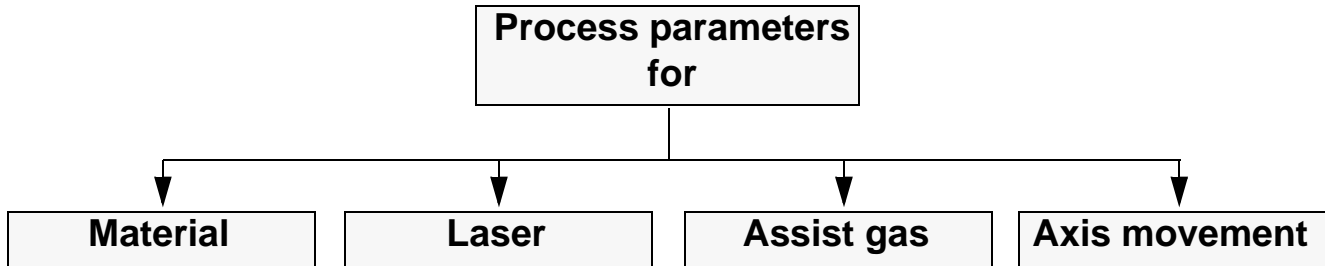 Process parameters
for
Material
Laser
Assist gas
Axis movement